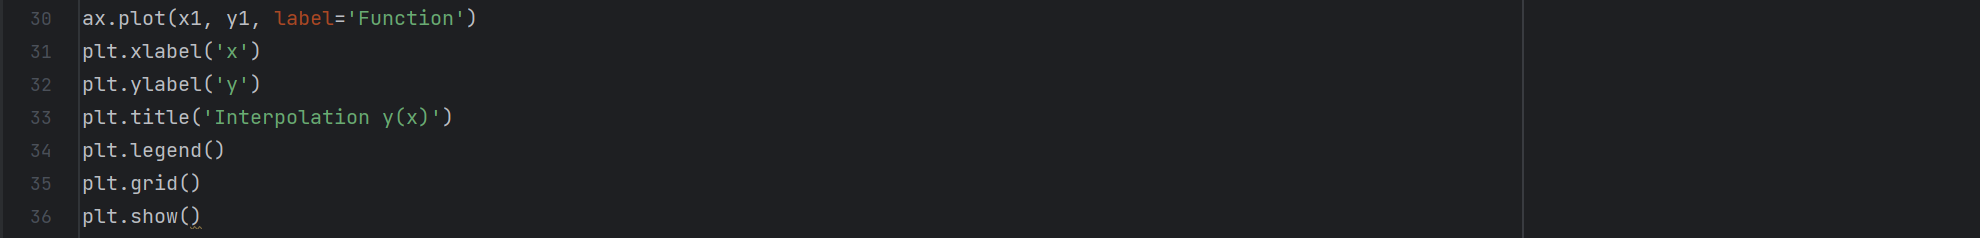 30 ax.plot(x1, y1, label='Function')
31 plt.xlabel('x')
32 plt.ylabel('y')
33 plt.title('Interpolation y(x)')
34 plt.legend()
35 plt.grid()
36 plt.show()